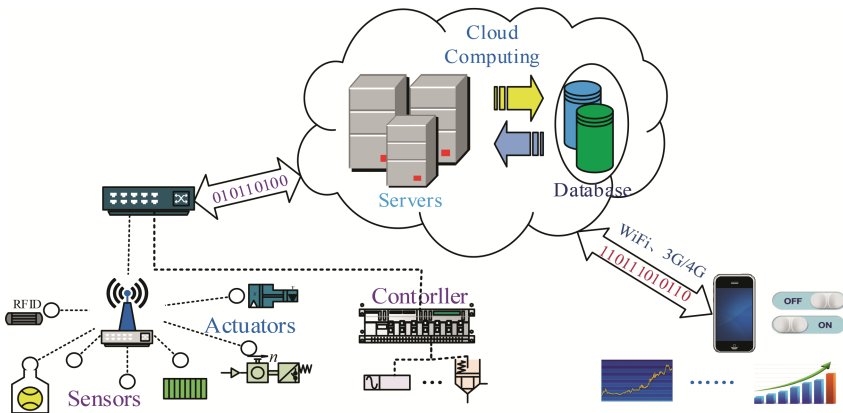 Cloud
Computing
Servers
Database
010110100
WiFi、3G/4G
110111010110
RFID
Actuators
Contorller
OFF
ON
n
Sensors